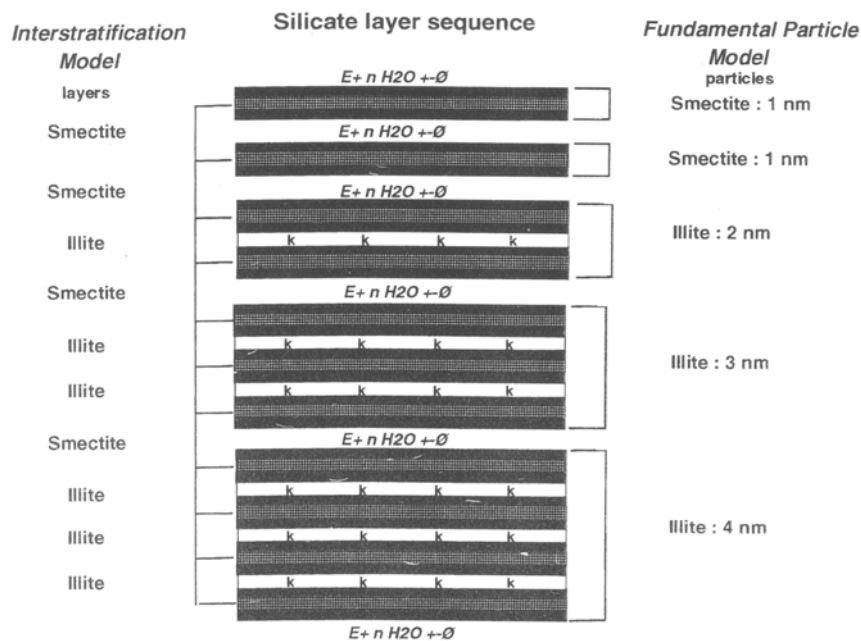 Silicate layer sequence
Interstratification
Model
layers
Fundamental Particle
Model
particles
E+ n H2O +-Ø
Smectite : 1 nm
Smectite
E+ n H2O +-Ø
Smectite : 1 nm
Smectite
E+ n H2O +-Ø
Illite : 2 nm
Illite
k k k k
Smectite
E+ n H2O +-Ø
Illite
k k k k
Illite : 3 nm
Illite
k k k k
Smectite
E+ n H2O +-Ø
Illite
k k k k
Illite : 4 nm
Illite
k k k k
Illite
k k k k
E+ n H2O +-Ø